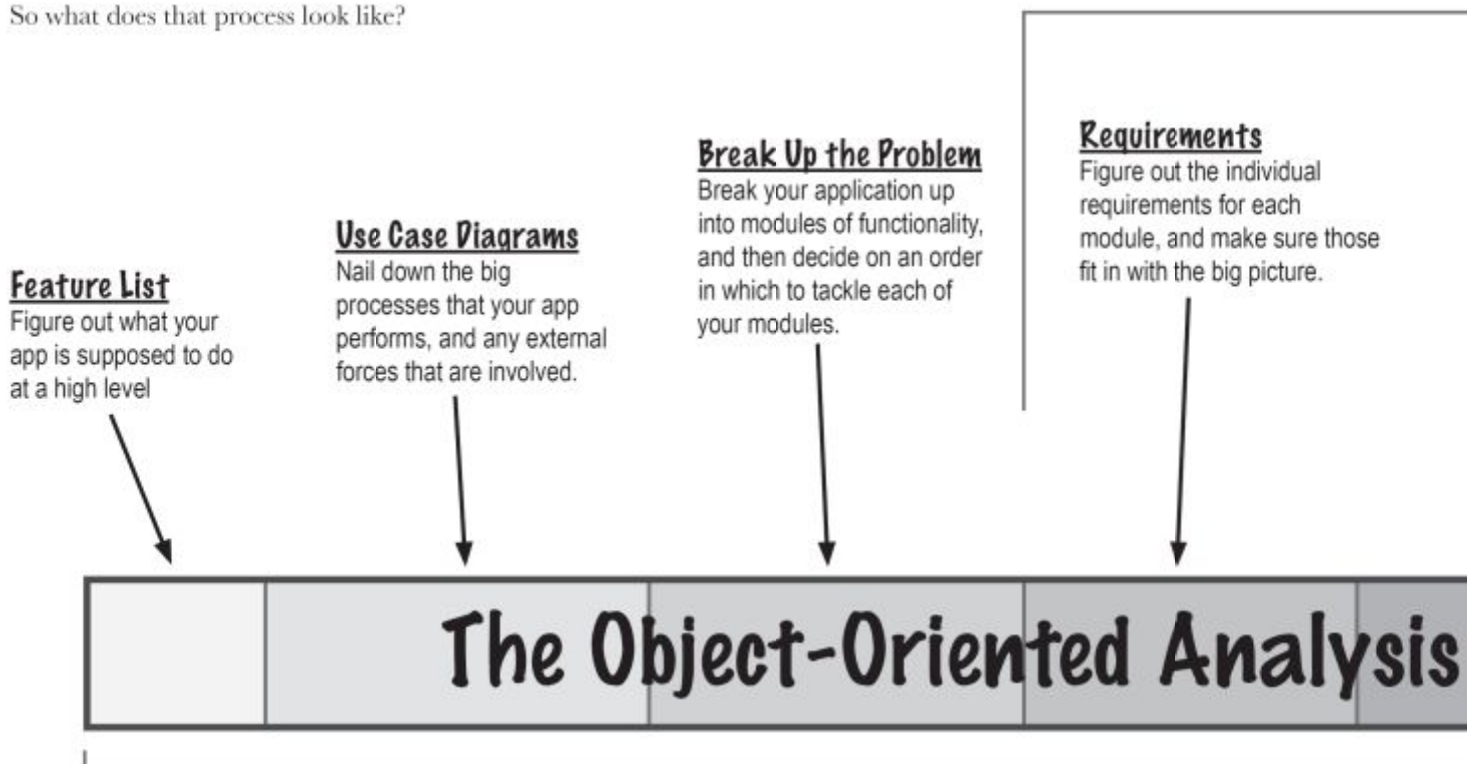 So what does that process look like?
Feature List
Figure out what your
app is supposed to do
at a high level
Use Case Diagrams
Nail down the big
processes that your app
performs, and any external
forces that are involved.
Break Up the Problem
Break your application up
into modules of functionality,
and then decide on an order
in which to tackle each of
your modules.
Requirements
Figure out the individual
requirements for each
module, and make sure those
fit in with the big picture.
The Object-Oriented Analysis